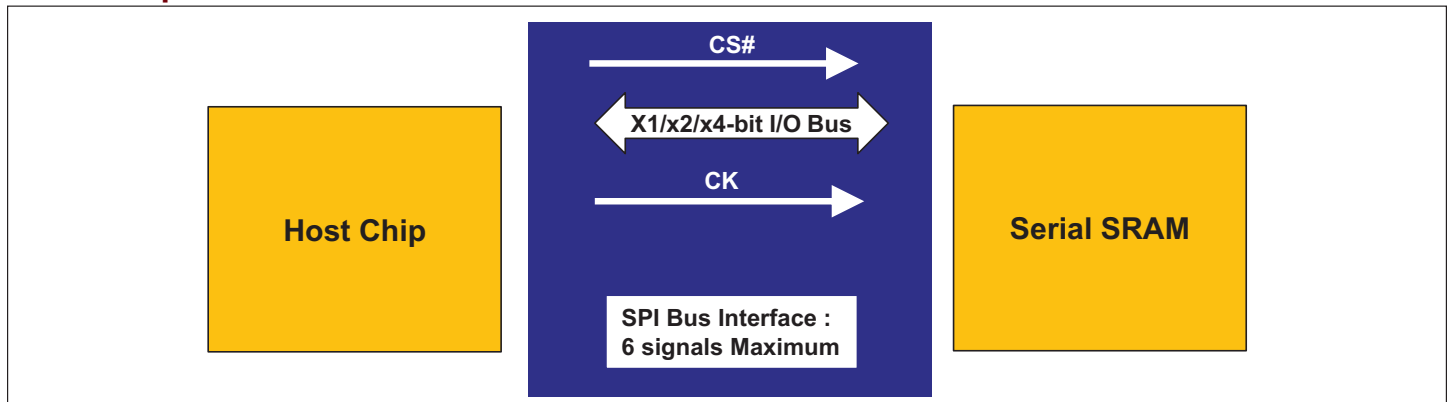 CS#
X1/x2/x4-bit I/O Bus
CK
Host Chip
Serial SRAM
SPI Bus Interface :
6 signals Maximum